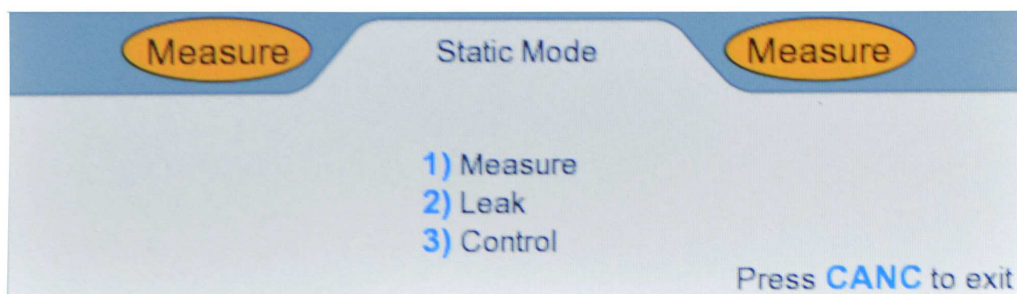 Measure Static Mode Measure
1) Measure
2) Leak
3) Control
Press CANC to exit